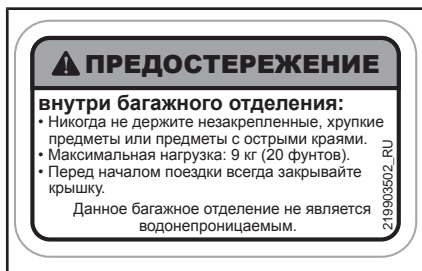 ПРЕДОСТЕРЕЖЕНИЕ
внутри багажного отделения:
• Никогда не держите незакрепленные, хрупкие
предметы или предметы с острыми краями.
• Максимальная нагрузка: 9 кг (20 фунтов).
• Перед началом поездки всегда закрывайте
крышку.
Данное багажное отделение не является
водонепроницаемым.
219903502_RU